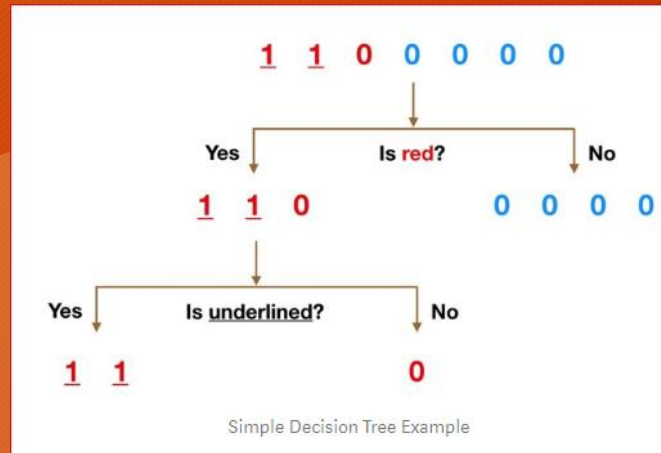 1 1 0 0 0 0 0
Yes Is red? No
1 1 0 0 0 0 0
Yes Is underlined? No
1 1 0
Simple Decision Tree Example